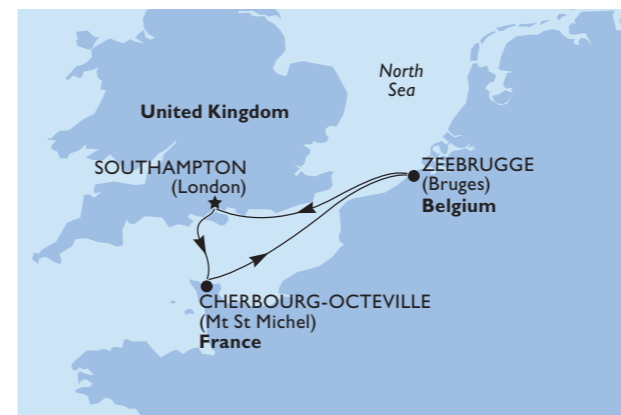 North
Sea
United Kingdom
SOUTHAMPTON
(London)
ZEEBRUGGE
(Bruges)
Belgium
CHERBOURG-OCTEVILLE
(Mt St Michel)
France